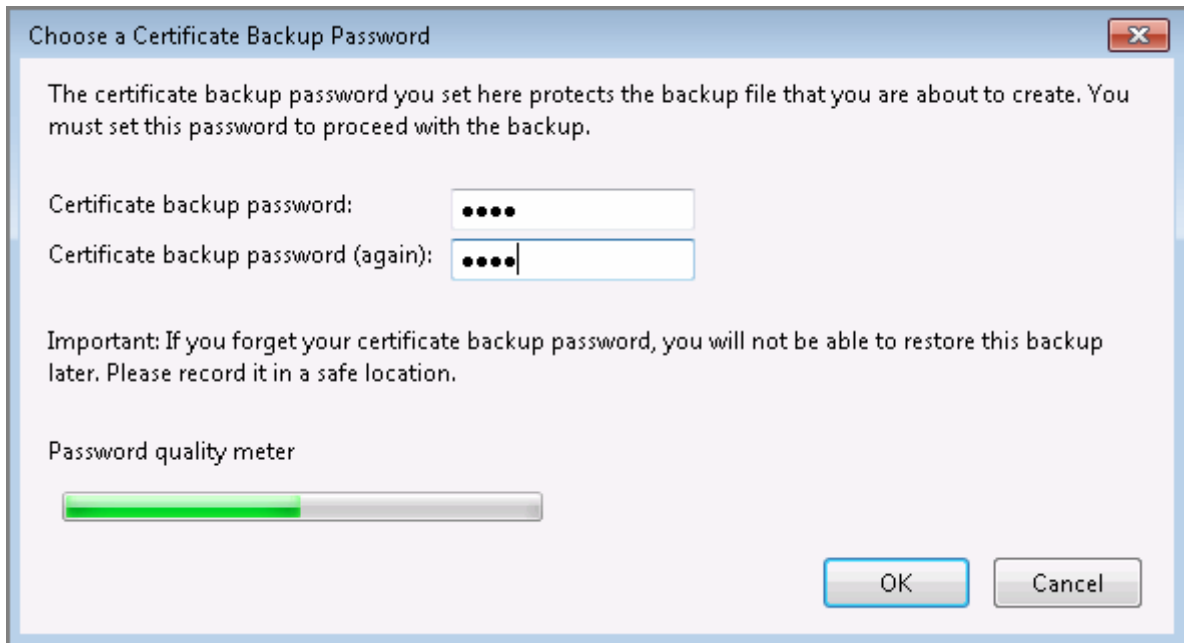 Choose a Certificate Backup Password
The certificate backup password you set here protects the backup file that you are about to create. You
must set this password to proceed with the backup.
Certificate backup password: ••••
Certificate backup password (again): ••••
Important: If you forget your certificate backup password, you will not be able to restore this backup
later. Please record it in a safe location.
Password quality meter
OK Cancel